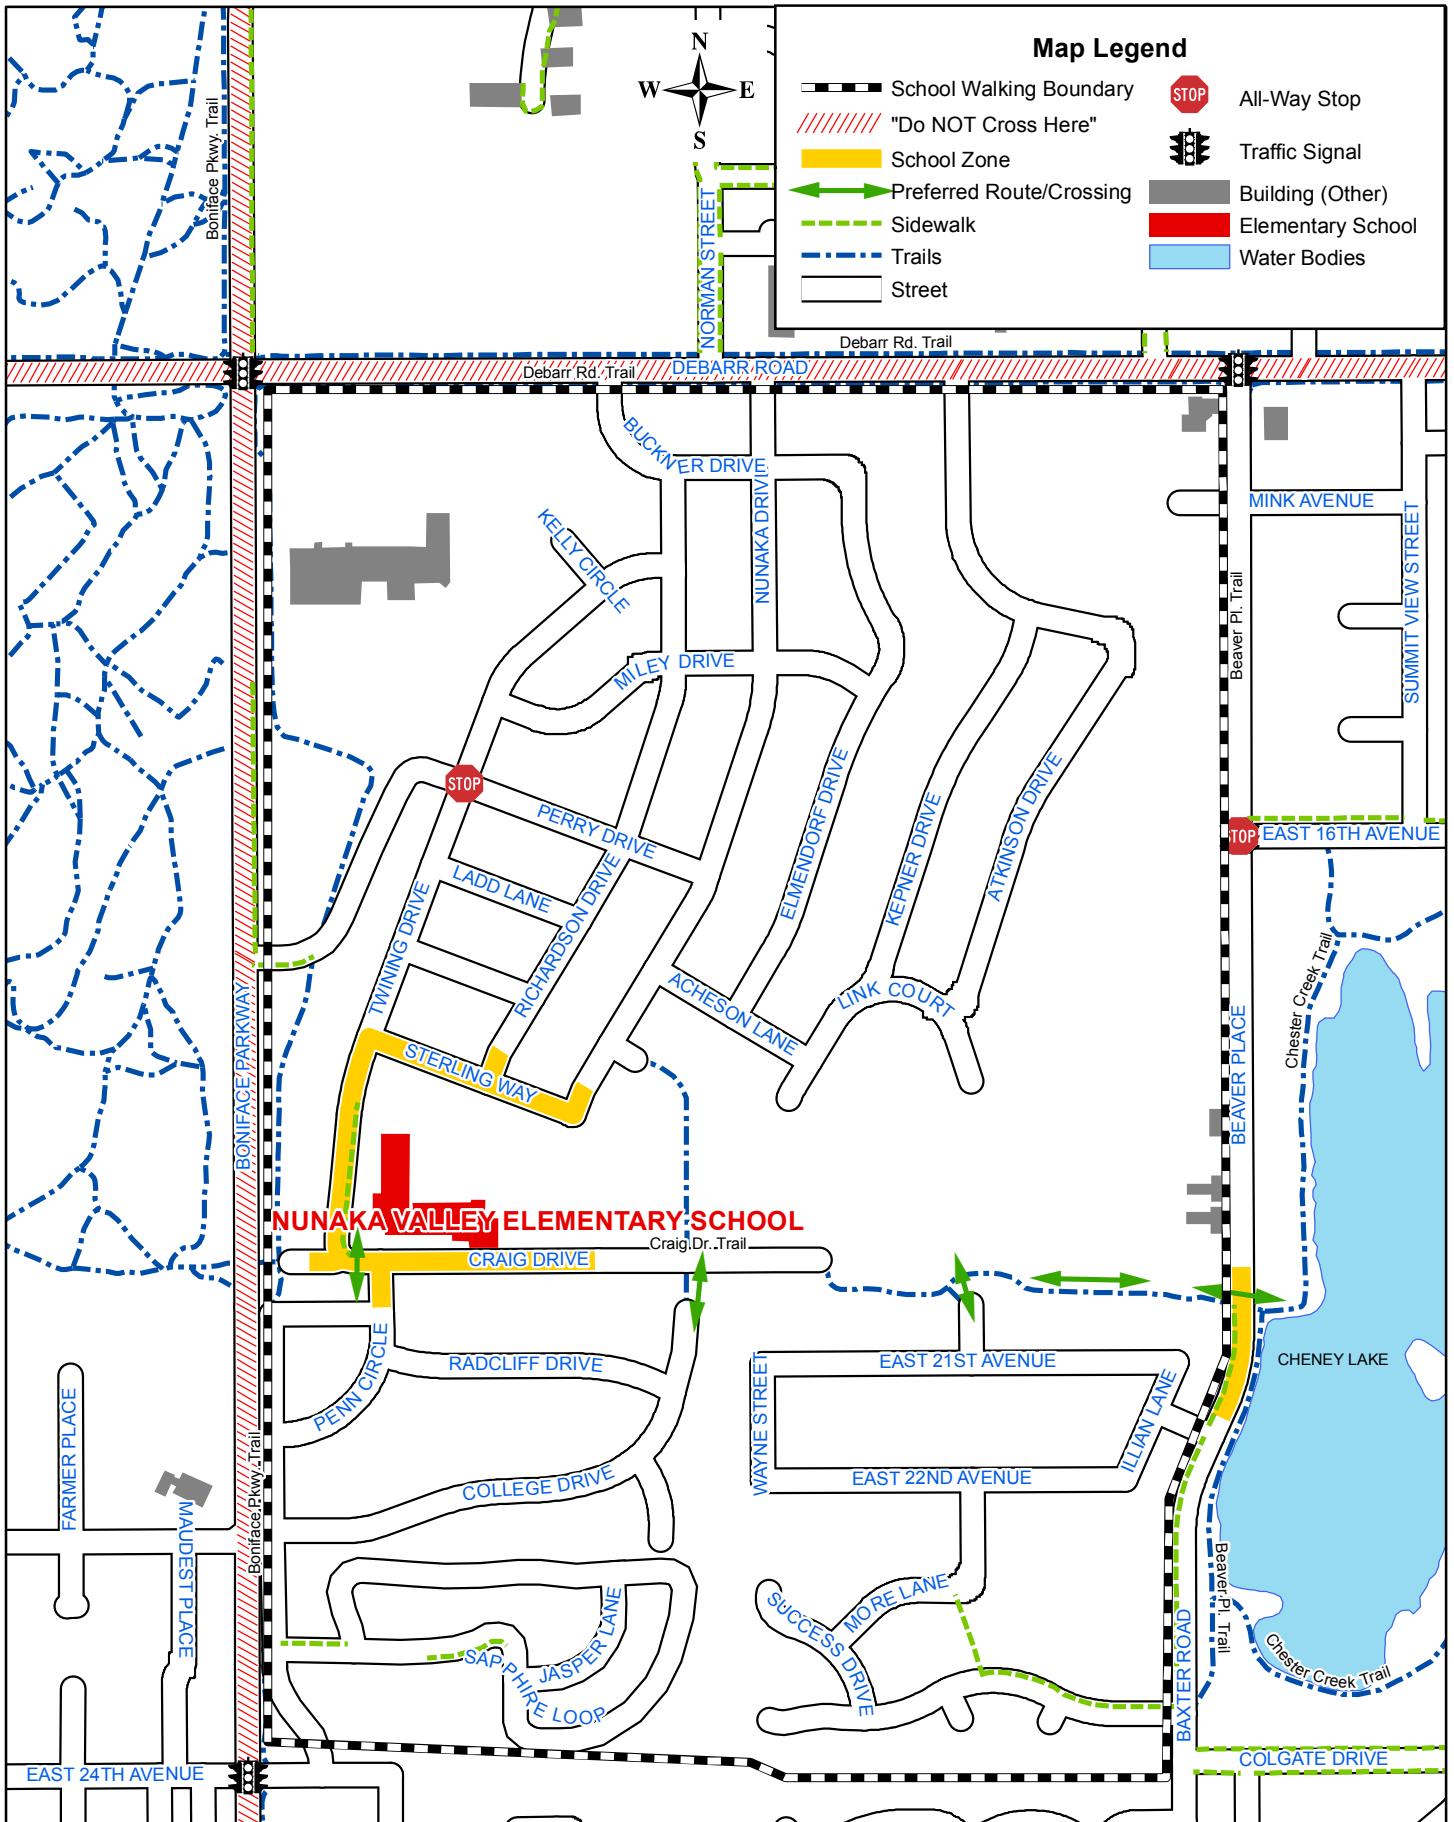 Map Legend
School Walking Boundary
"Do NOT Cross Here"
School Zone
Preferred Route/Crossing
Sidewalk
Trails
Street
STOP
All-Way Stop
Traffic Signal
Building (Other)
Elementary School
Water Bodies
N
W
E
S
Boniface Pkwy. Trail
NORMAN STREET
Debarr Rd. Trail
Debarr Rd. Trail
DEBARR ROAD
BUCKNER DRIVE
NUNAKA DRIVE
KELLY CIRCLE
MILEY DRIVE
MINK AVENUE
SUMMIT VIEW STREET
Beaver Pl. Trail
STOP
PERRY DRIVE
LADD LANE
TWINING DRIVE
RICHARDSON DRIVE
ELMENDORF DRIVE
KEPNER DRIVE
ATKINSON DRIVE
STOP
EAST 16TH AVENUE
ACHESON LANE
LINK COURT
Chester Creek Trail
BONIFACE PARKWAY
STERLING WAY
BEAVER PLACE
NUNAKA VALLEY ELEMENTARY SCHOOL
Craig Dr. Trail
CRAIG DRIVE
PENN CIRCLE
RADCLIFF DRIVE
EAST 21ST AVENUE
CHENEY LAKE
WAYNE STREET
ILLIAN LANE
FARMER PLACE
Boniface Pkwy. Trail
COLLEGE DRIVE
EAST 22ND AVENUE
MAUDEST PLACE
SAPPHIRE LOOP
JASPER LANE
SUCCESS DRIVE
MORE LANE
BAXTER ROAD
Beaver Pl. Trail
Chester Creek Trail
EAST 24TH AVENUE
COLGATE DRIVE